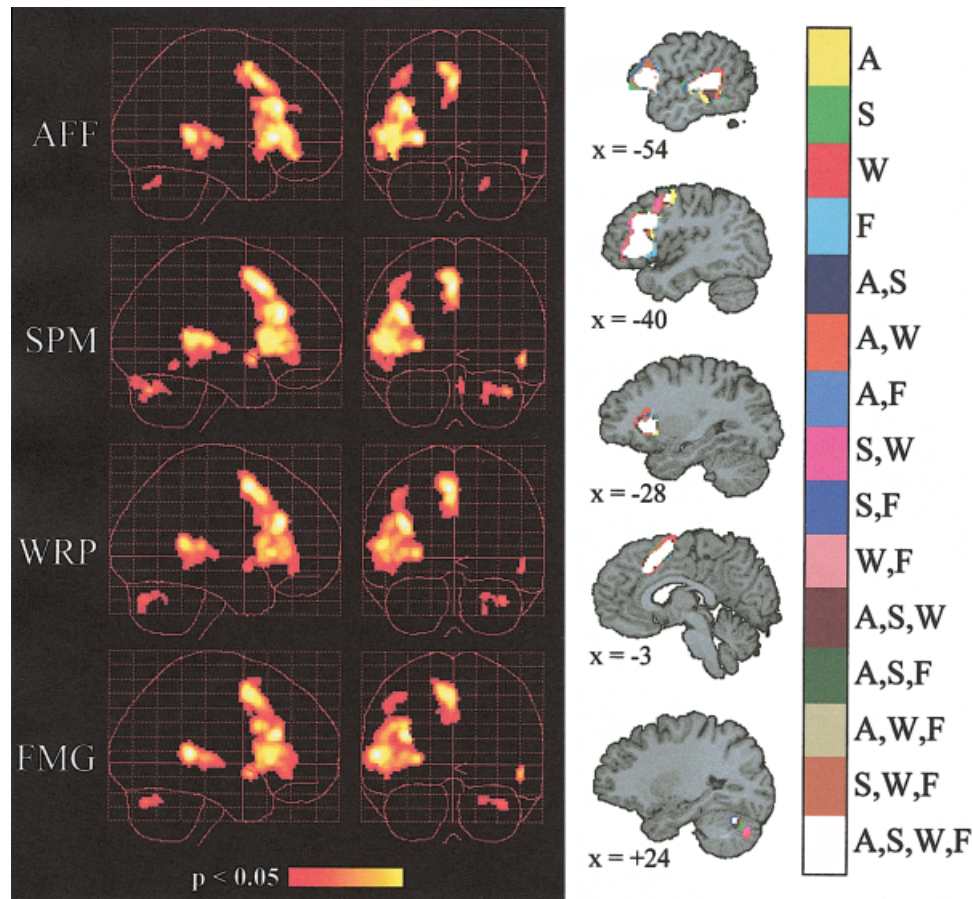 AFF
SPM
WRP
FMG
p < 0.05
x = -54
x = -40
x = -28
x = -3
x = +24
A
S
W
F
A,S
A,W
A,F
S,W
S,F
W,F
A,S,W
A,S,F
A,W,F
S,W,F
A,S,W,F